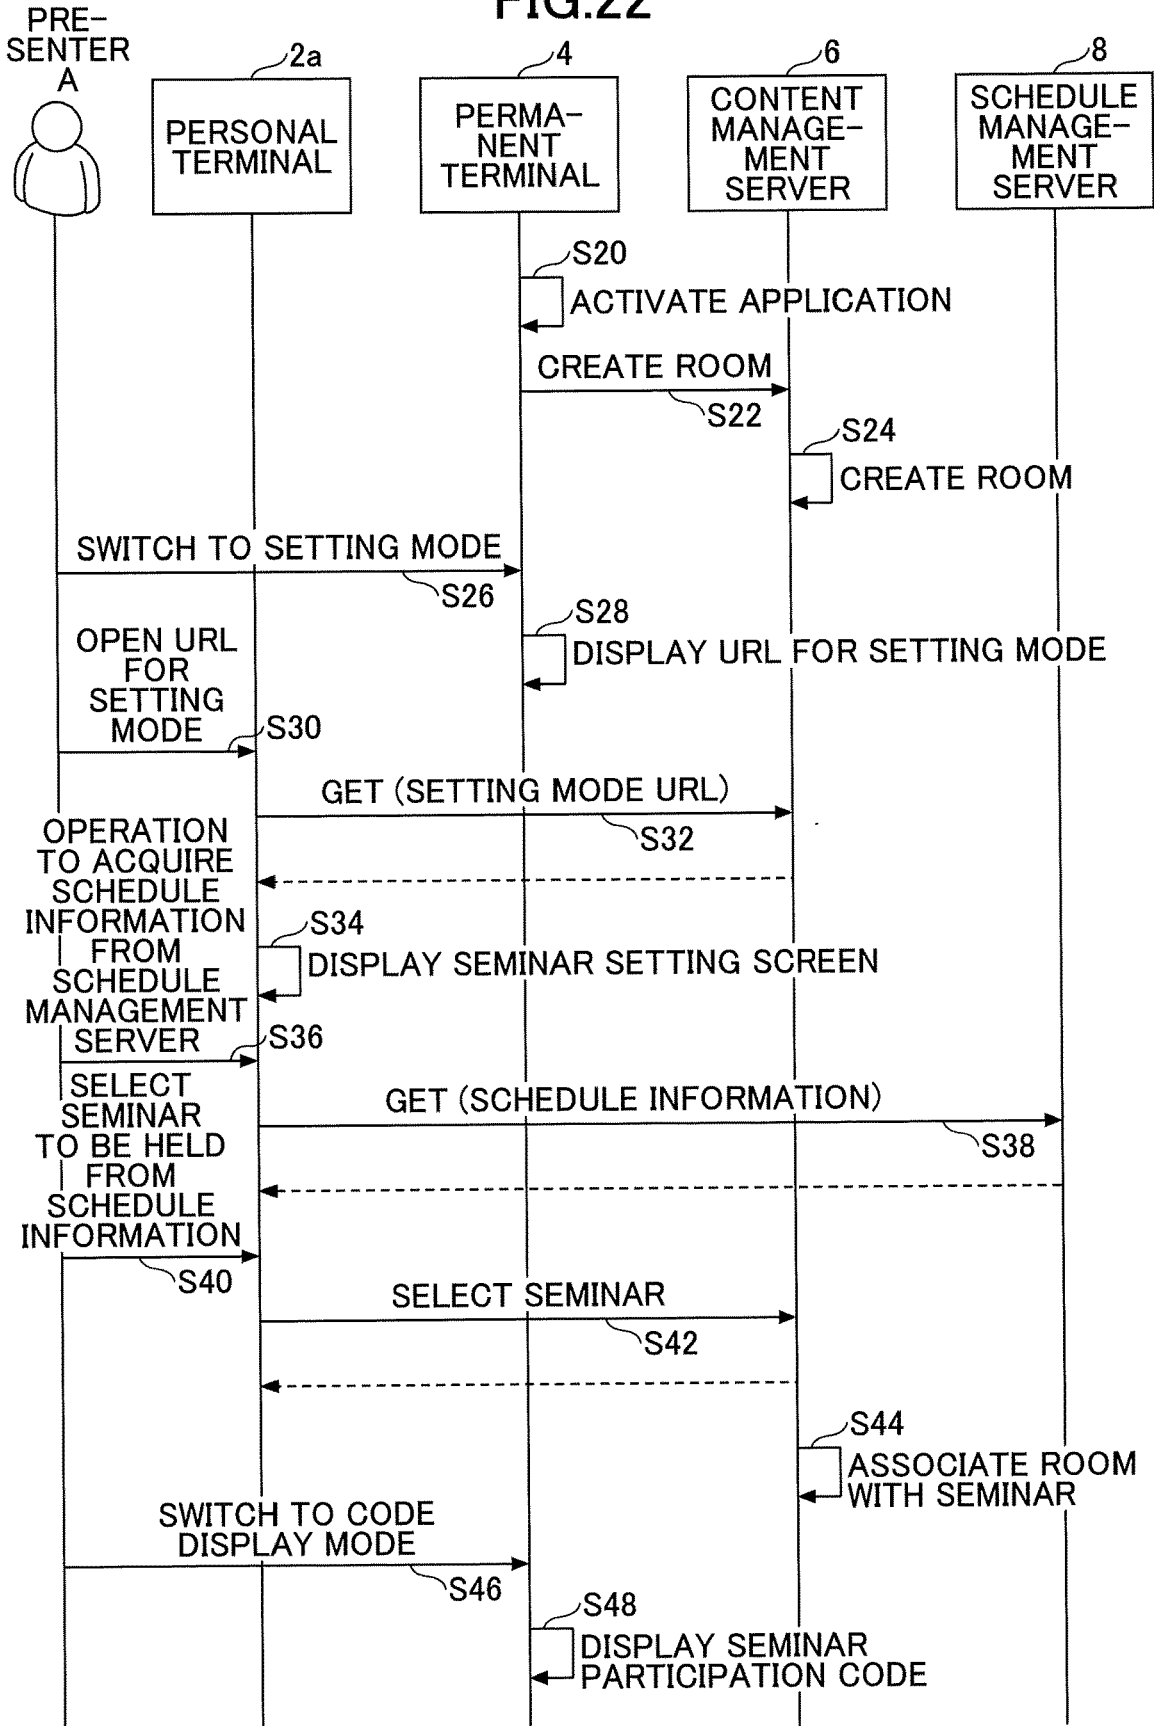 FIG.22
PRE-
SENTER
A
2a
PERSONAL
TERMINAL
4
PERMA-
NENT
TERMINAL
6
CONTENT
MANAGE-
MENT
SERVER
8
SCHEDULE
MANAGE-
MENT
SERVER
S20
ACTIVATE APPLICATION
CREATE ROOM
S22
S24
CREATE ROOM
SWITCH TO SETTING MODE
S26
S28
DISPLAY URL FOR SETTING MODE
OPEN URL
FOR
SETTING
MODE
S30
GET (SETTING MODE URL)
S32
OPERATION
TO ACQUIRE
SCHEDULE
INFORMATION
FROM
SCHEDULE
MANAGEMENT
SERVER
S34
DISPLAY SEMINAR SETTING SCREEN
S36
SELECT
SEMINAR
TO BE HELD
FROM
SCHEDULE
INFORMATION
GET (SCHEDULE INFORMATION)
S38
S40
SELECT SEMINAR
S42
S44
ASSOCIATE ROOM
WITH SEMINAR
SWITCH TO CODE
DISPLAY MODE
S46
S48
DISPLAY SEMINAR
PARTICIPATION CODE